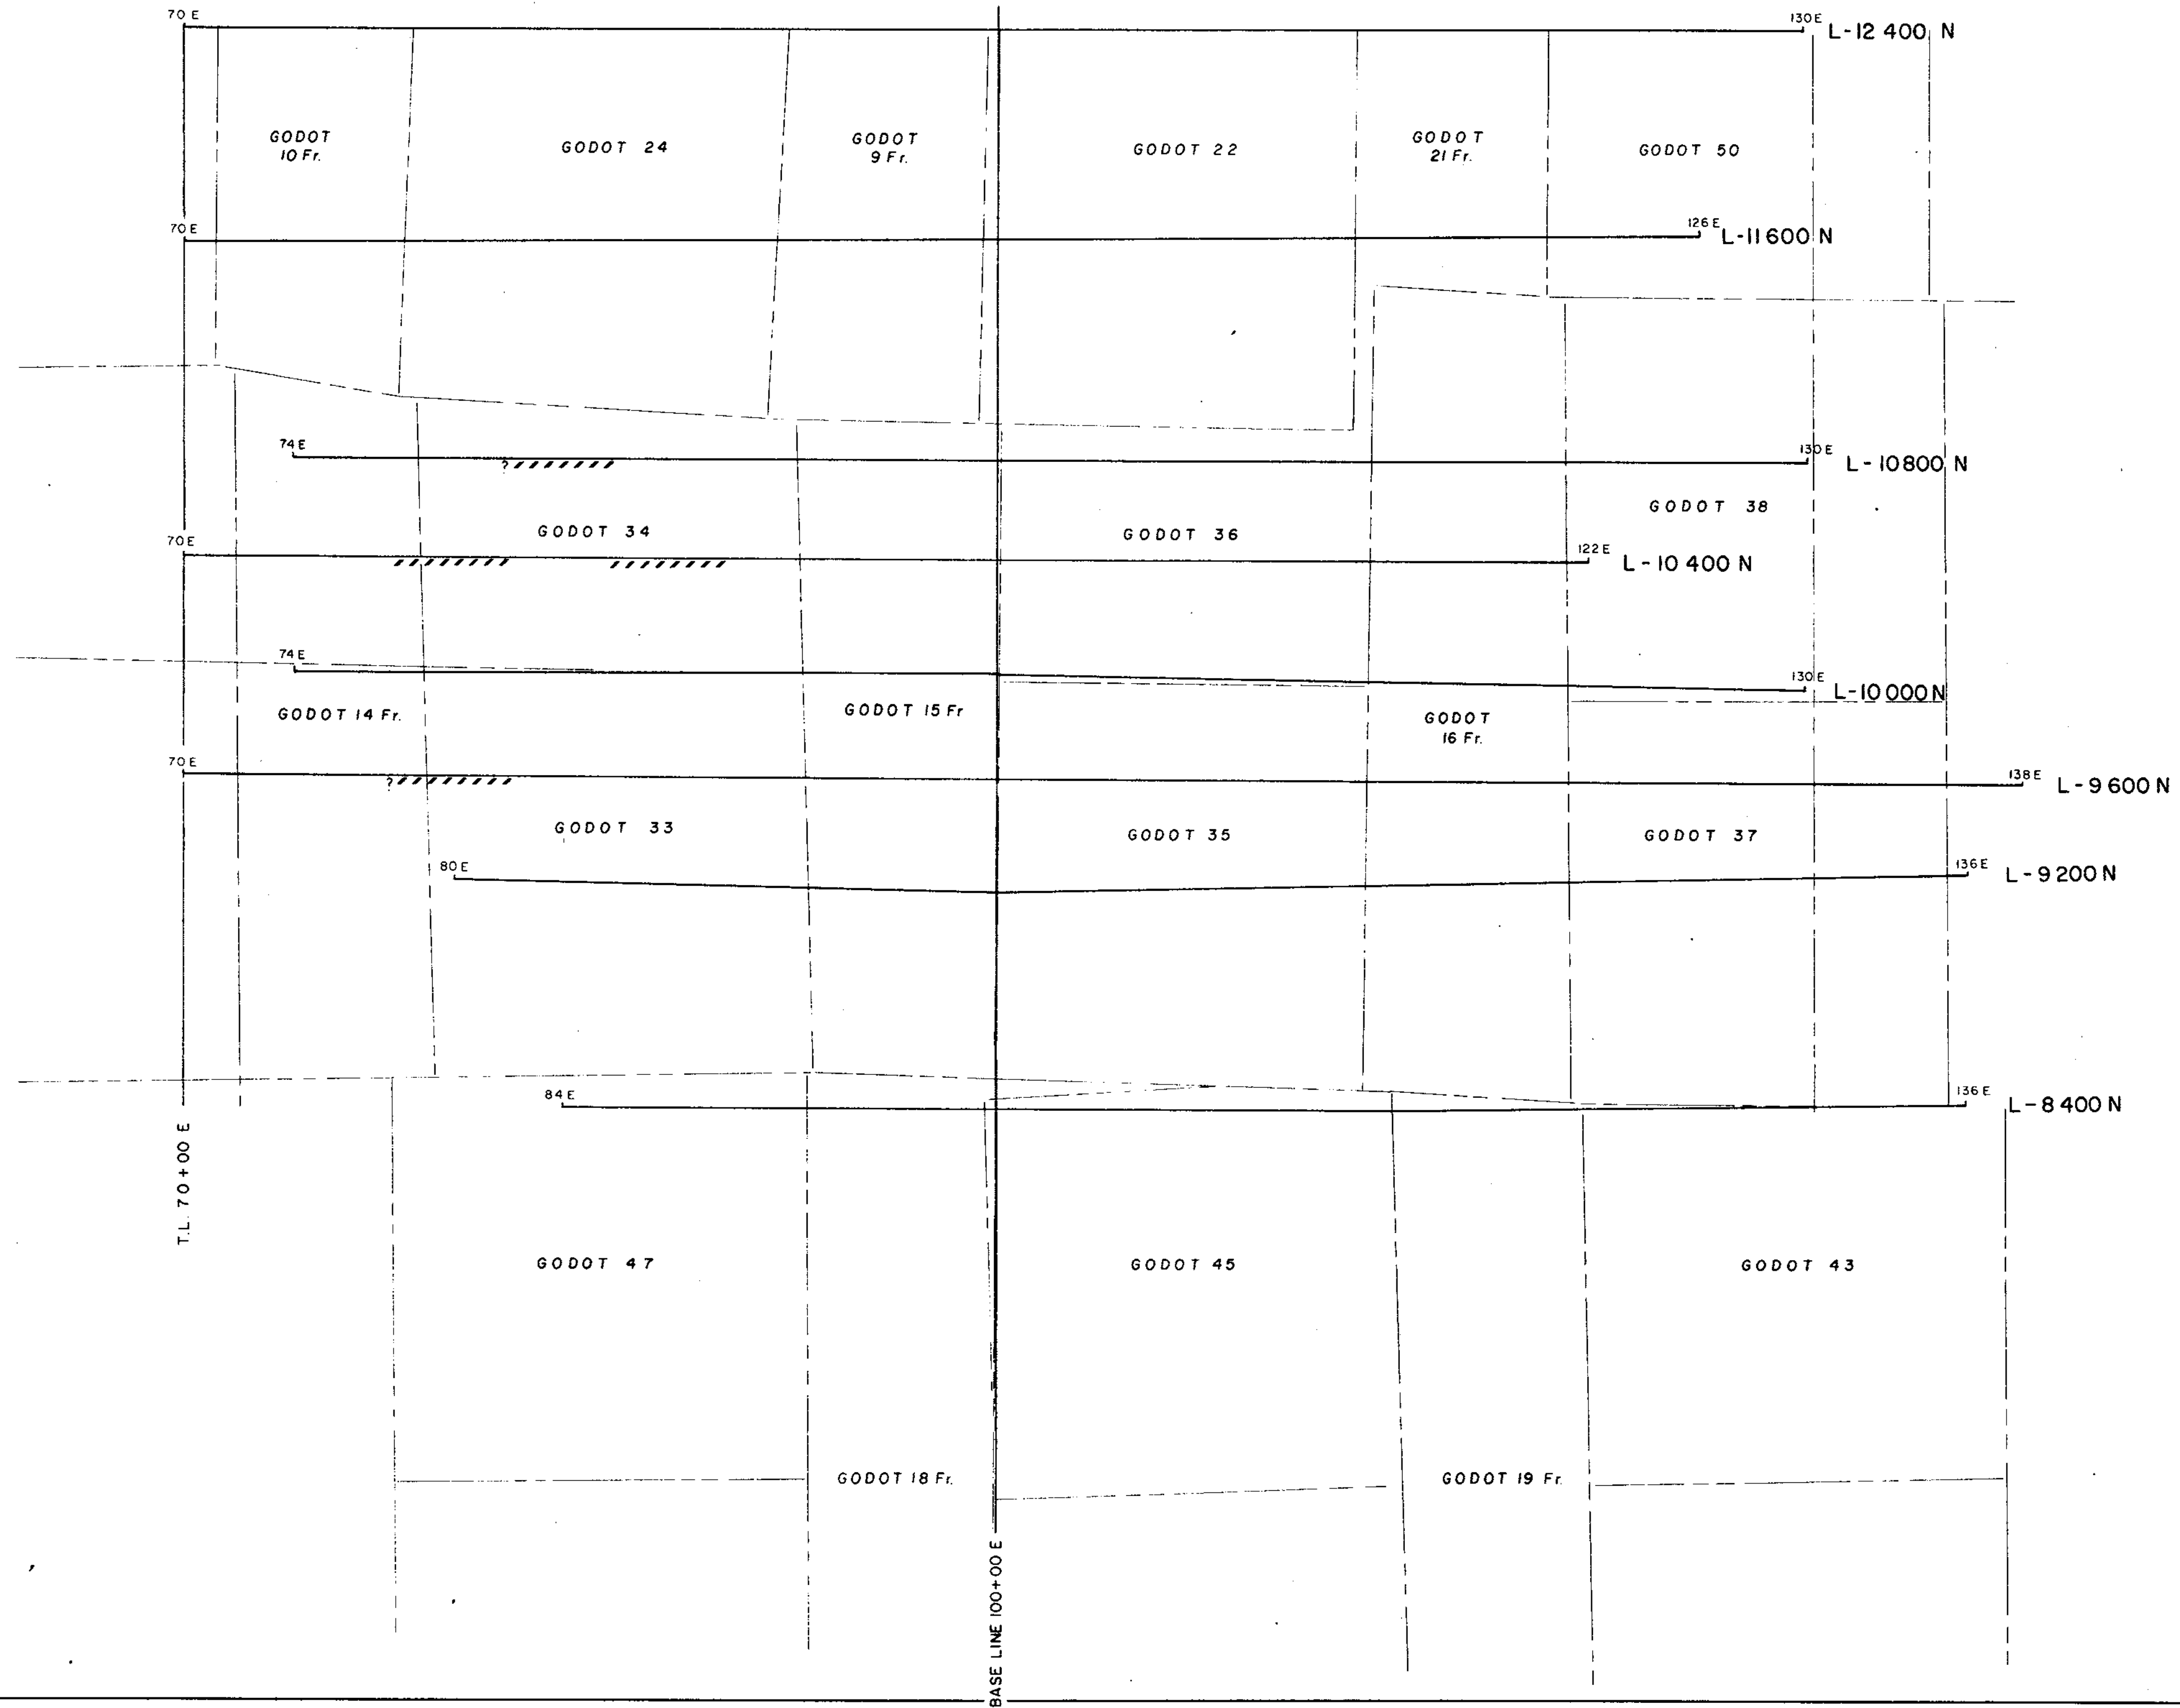 70 E
130 E
L-12 400 N
GODOT
10 Fr.
GODOT 24
GODOT
9 Fr.
GODOT 22
GODOT
21 Fr.
GODOT 50
70 E
126 E
L-11 600 N
74 E
130 E
L-10 800 N
?
GODOT 34
GODOT 36
GODOT 38
70 E
122 E
L-10 400 N
74 E
130 E
L-10 000 N
GODOT 14 Fr.
GODOT 15 Fr
GODOT
16 Fr.
70 E
138 E
L-9 600 N
?
GODOT 33
GODOT 35
GODOT 37
80 E
136 E
L-9 200 N
84 E
136 E
L-8 400 N
T.L. 70+00 E
GODOT 47
GODOT 45
GODOT 43
GODOT 18 Fr.
GODOT 19 Fr.
BASE LINE 100+00 E